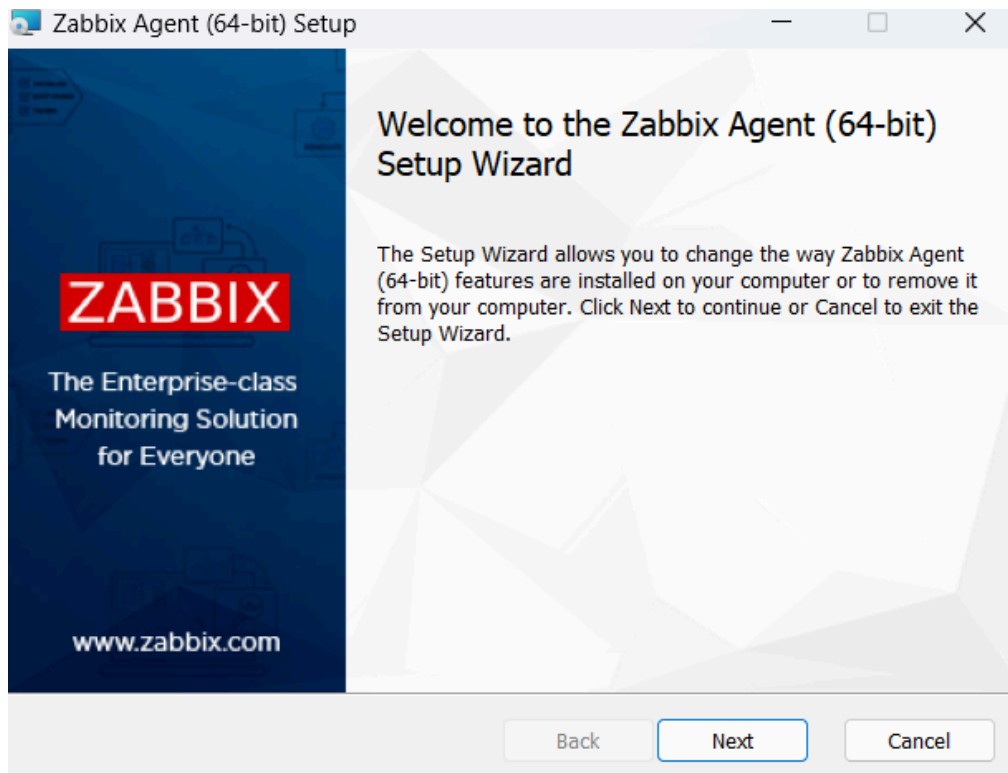 Zabbix Agent (64-bit) Setup
Welcome to the Zabbix Agent (64-bit)
Setup Wizard
The Setup Wizard allows you to change the way Zabbix Agent
(64-bit) features are installed on your computer or to remove it
from your computer. Click Next to continue or Cancel to exit the
Setup Wizard.
ZABBIX
The Enterprise-class
Monitoring Solution
for Everyone
www.zabbix.com
Back
Next
Cancel